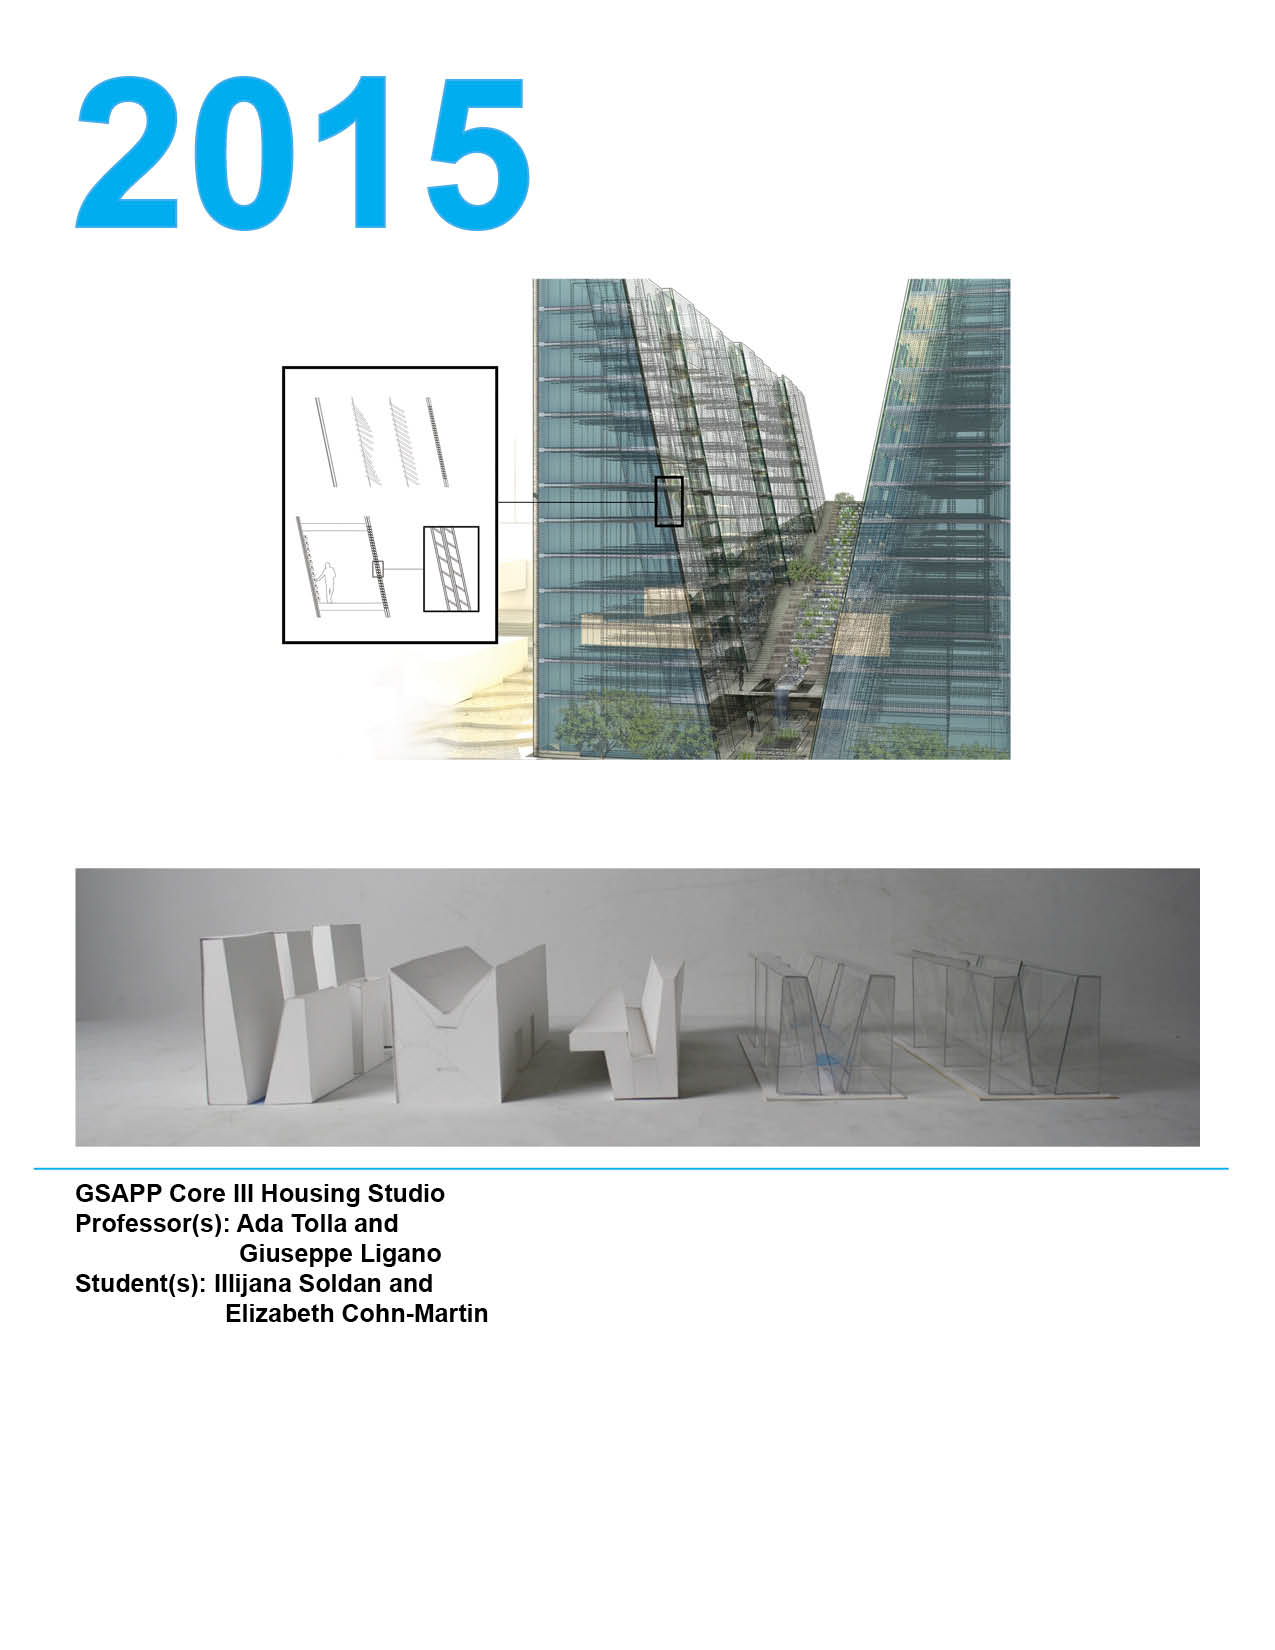 2015
GSAPP Core III Housing Studio
Professor(s): Ada Tolla and
Giuseppe Ligano
Student(s): Illijana Soldan and
Elizabeth Cohn-Martin